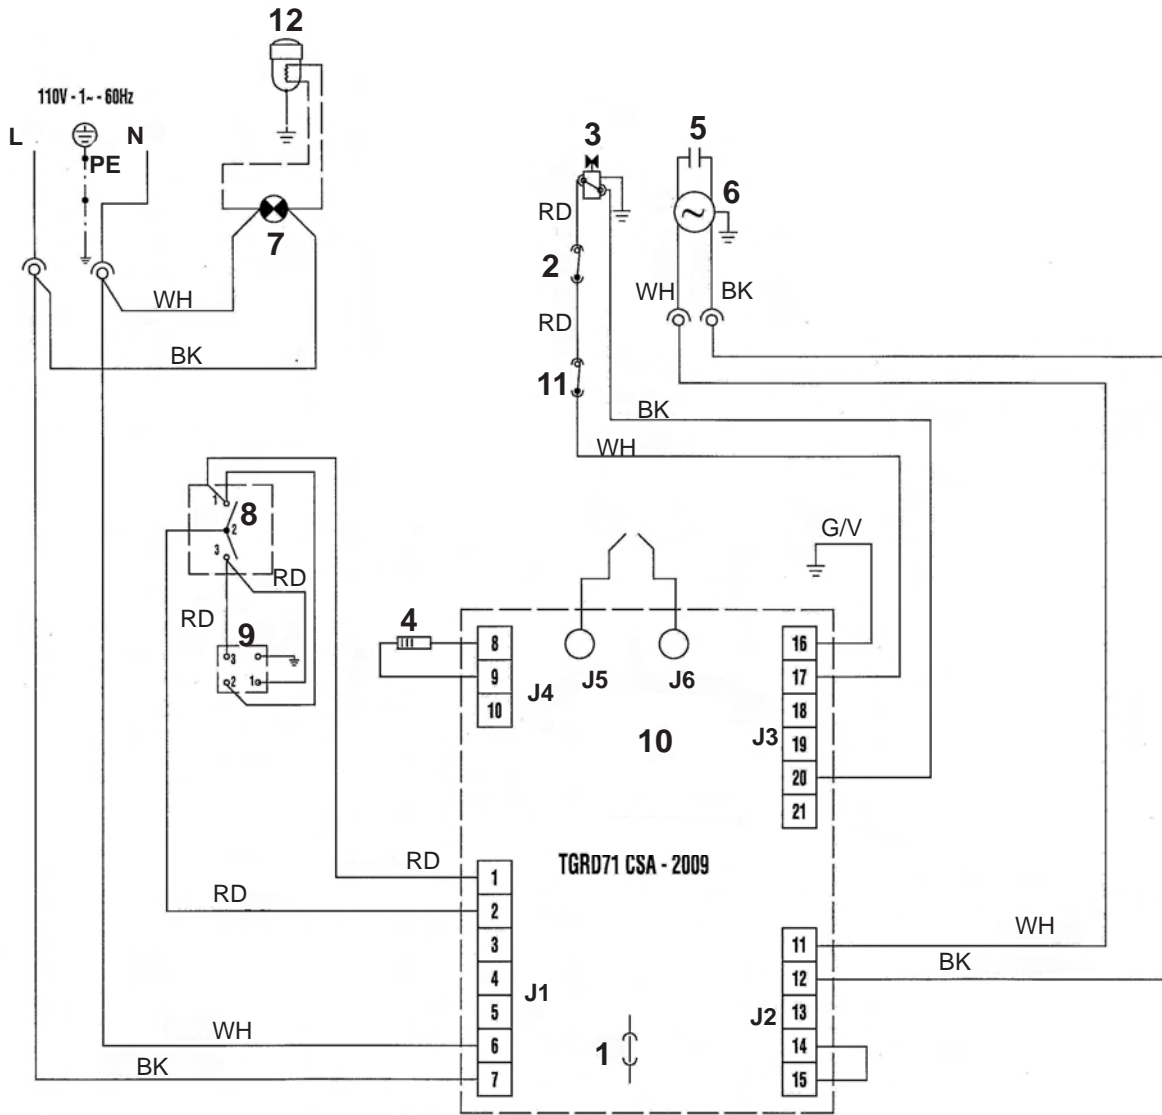 12
110V - 1~ - 60Hz
L
PE
N
3
5
6
7
RD
2
WH
BK
WH
RD
BK
11
BK
WH
1
8
2
3
G/V
RD
RD
9
3
2
1
4
8
9
10
J4
J5
J6
10
16
17
18
19
20
21
J3
TGRD71 CSA - 2009
RD
1
RD
2
3
4
5
6
7
J1
WH
BK
1
11
12
13
14
15
J2
WH
BK